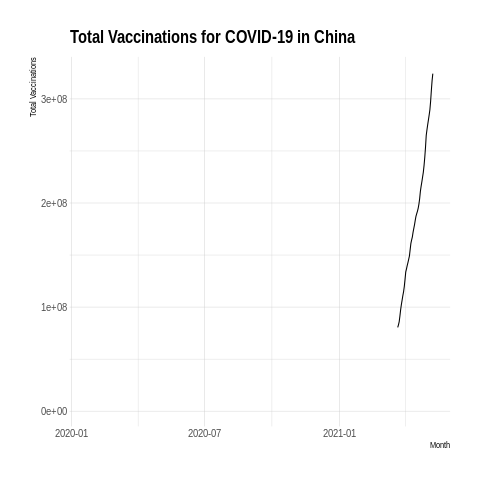 Total Vaccinations for COVID-19 in China
Total Vaccinations
3e+08
2e+08
1e+08
0e+00
2020-01 2020-07 2021-01
Month